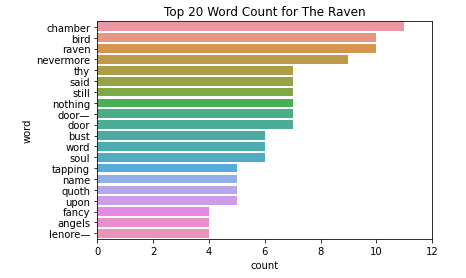 Top 20 Word Count for The Raven
chamber
bird
raven
nevermore
thy
said
still
nothing
door—
door
bust
word
soul
tapping
name
quoth
upon
fancy
angels
lenore—
word
0 2 4 6 8 10 12
count